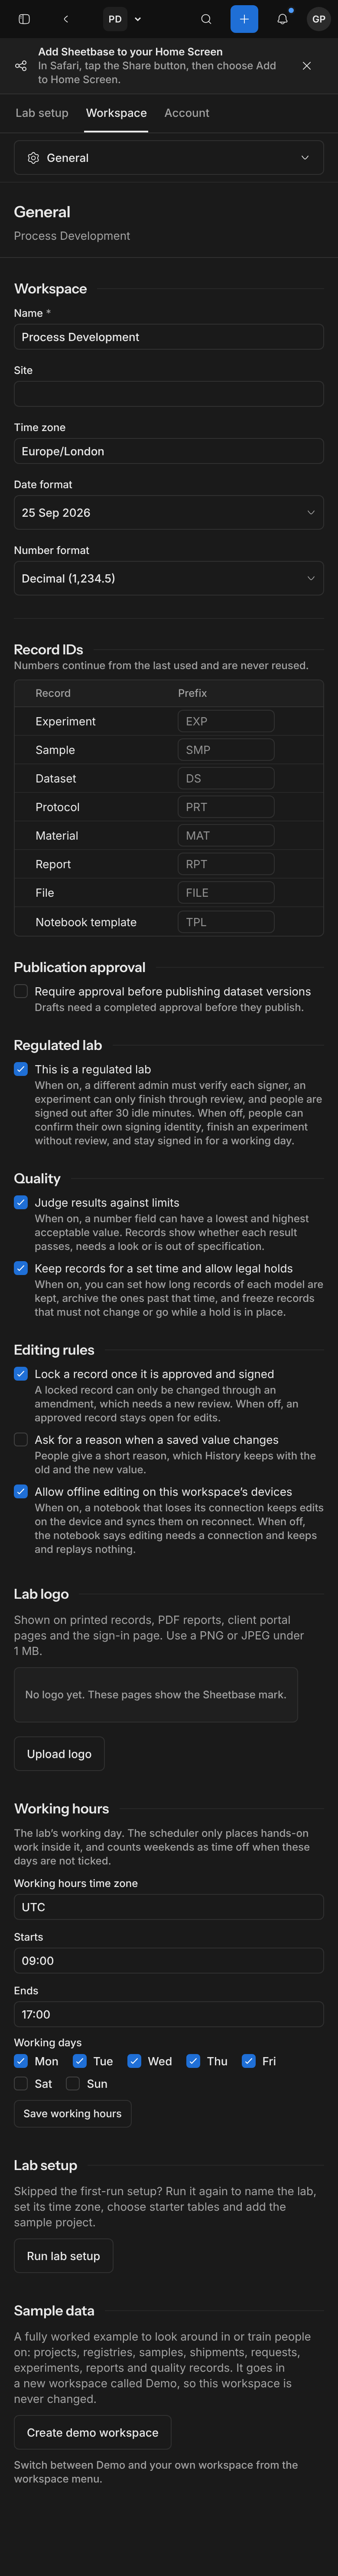 PD
GP
Add Sheetbase to your Home Screen
In Safari, tap the Share button, then choose Add
to Home Screen.
Lab setup
Workspace
Account
General
General
Process Development
Workspace
Name *
Process Development
Site
Time zone
Europe/London
Date format
25 Sep 2026
Number format
Decimal (1,234.5)
Record IDs
Numbers continue from the last used and are never reused.
Record Prefix
Experiment EXP
Sample SMP
Dataset DS
Protocol PRT
Material MAT
Report RPT
File FILE
Notebook template TPL
Publication approval
Require approval before publishing dataset versions
Drafts need a completed approval before they publish.
Regulated lab
This is a regulated lab
When on, a different admin must verify each signer, an
experiment can only finish through review, and people are
signed out after 30 idle minutes. When off, people can
confirm their own signing identity, finish an experiment
without review, and stay signed in for a working day.
Quality
Judge results against limits
When on, a number field can have a lowest and highest
acceptable value. Records show whether each result
passes, needs a look or is out of specification.
Keep records for a set time and allow legal holds
When on, you can set how long records of each model are
kept, archive the ones past that time, and freeze records
that must not change or go while a hold is in place.
Editing rules
Lock a record once it is approved and signed
A locked record can only be changed through an
amendment, which needs a new review. When off, an
approved record stays open for edits.
Ask for a reason when a saved value changes
People give a short reason, which History keeps with the
old and the new value.
Allow offline editing on this workspace's devices
When on, a notebook that loses its connection keeps edits
on the device and syncs them on reconnect. When off,
the notebook says editing needs a connection and keeps
and replays nothing.
Lab logo
Shown on printed records, PDF reports, client portal
pages and the sign-in page. Use a PNG or JPEG under
1 MB.
No logo yet. These pages show the Sheetbase mark.
Upload logo
Working hours
The lab's working day. The scheduler only places hands-on
work inside it, and counts weekends as time off when these
days are not ticked.
Working hours time zone
UTC
Starts
09:00
Ends
17:00
Working days
Mon Tue Wed Thu Fri
Sat Sun
Save working hours
Lab setup
Skipped the first-run setup? Run it again to name the lab,
set its time zone, choose starter tables and add the
sample project.
Run lab setup
Sample data
A fully worked example to look around in or train people
on: projects, registries, samples, shipments, requests,
experiments, reports and quality records. It goes in
a new workspace called Demo, so this workspace is
never changed.
Create demo workspace
Switch between Demo and your own workspace from the
workspace menu.